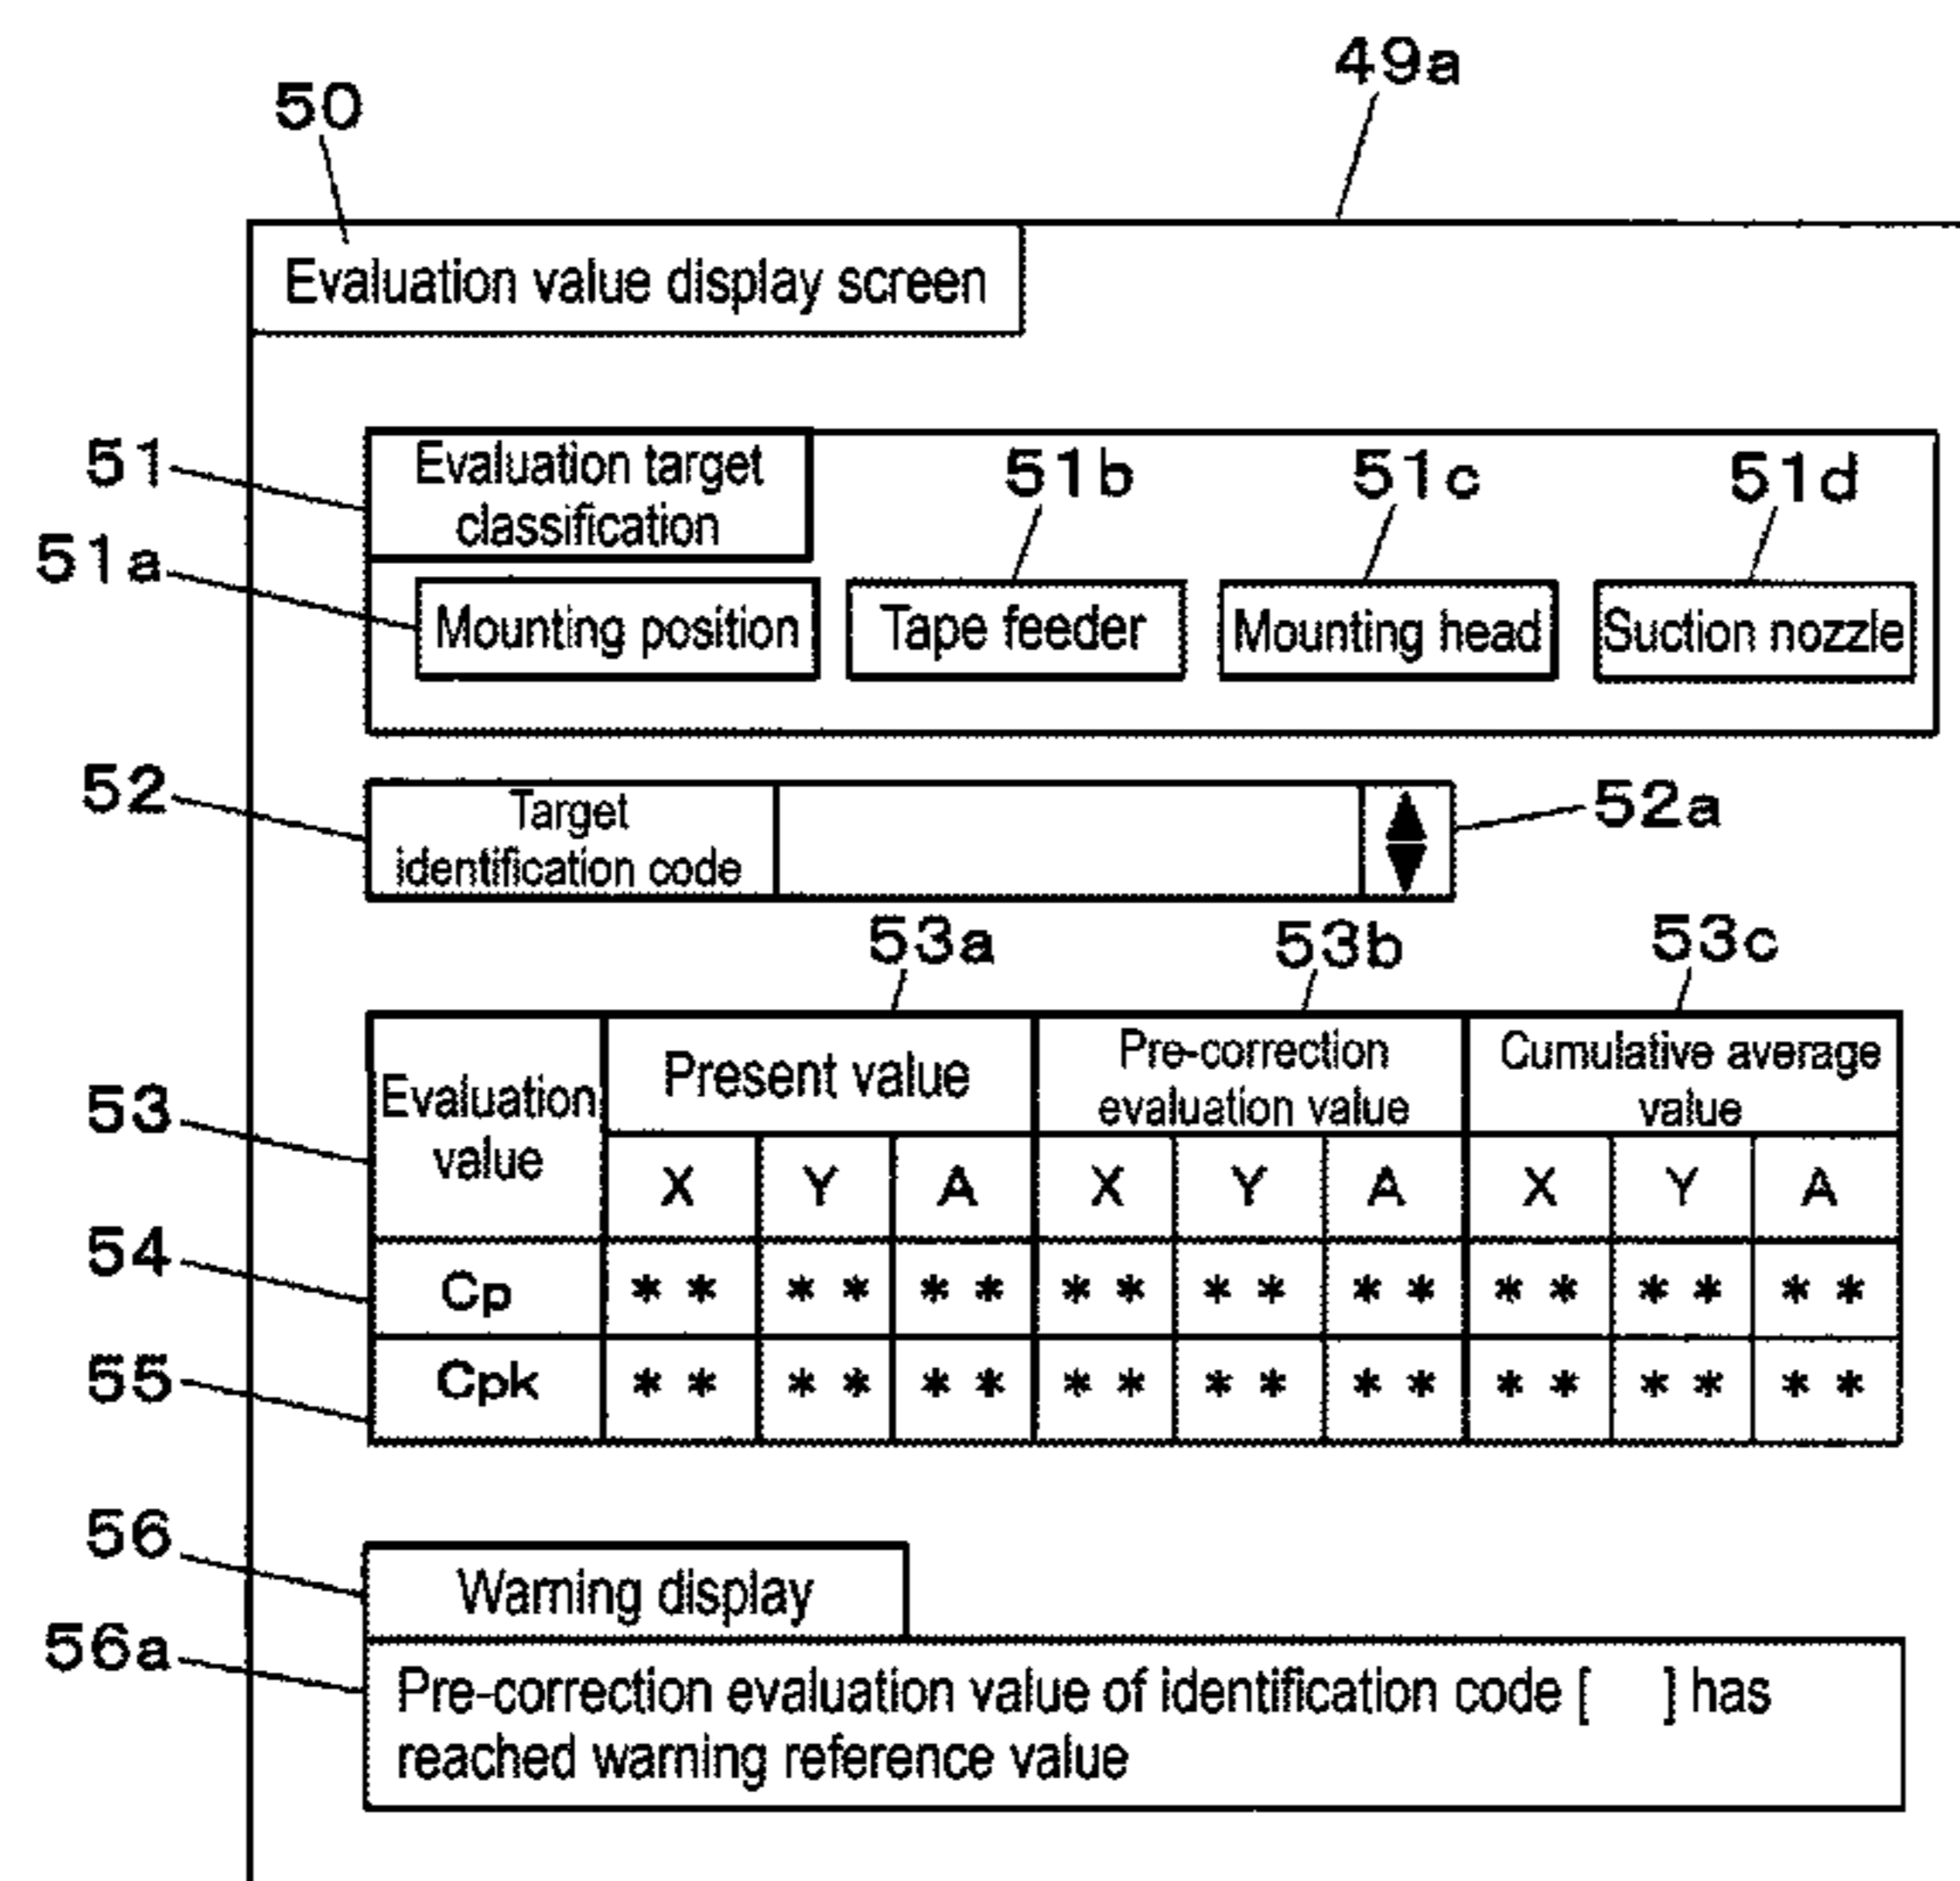 49a
50
Evaluation value display screen
51
Evaluation target
classification
51b
51c
51d
51a
Mounting position
Tape feeder
Mounting head
Suction nozzle
52
Target
identification code
52a
53a
53b
53c
53
Evaluation
value
Present value
Pre-correction
evaluation value
Cumulative average
value
X Y A X Y A X Y A
54
Cp ** ** ** ** ** ** ** ** **
55
Cpk ** ** ** ** ** ** ** ** **
56
Warning display
56a
Pre-correction evaluation value of identification code [ ] has
reached warning reference value